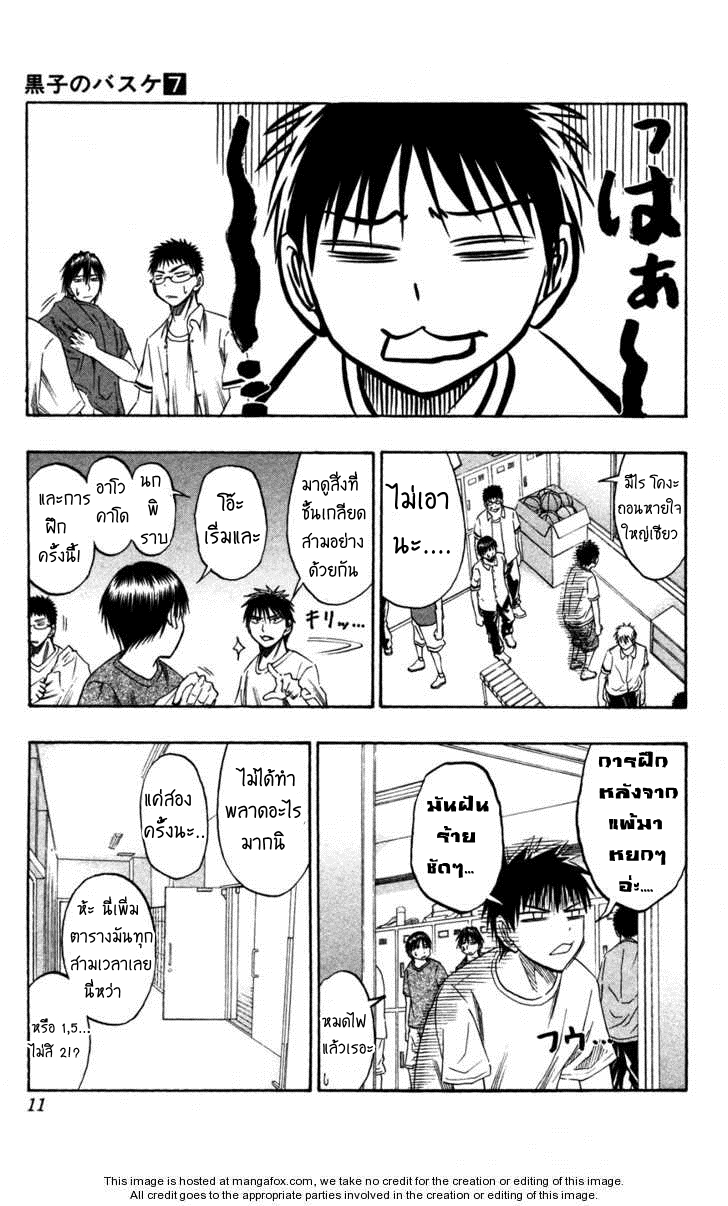 黒子のバスケ7
っはあ〜
มีไร โคงะ
ถอนหายใจ
ใหญ่เชียว
ไม่เอา
นะ....
มาดูสิ่งที่
ชั้นเกลียด
สามอย่าง
ด้วยกัน
โอ๊ะ
เริ่มและ
นก
พิ
ราบ
อาโว
คาโด
และการ
ฝึก
ครั้งนี้!
キリッ...
การฝึก
หลังจาก
แพ้มา
หยกๆ
อ่ะ....
มันฝัน
ร้าย
ชัดๆ...
フウ...
หมดไฟ
แล้วเรอะ
ไม่ได้ทำ
พลาดอะไร
มากนิ
แค่สอง
ครั้งนะ..
ห้ะ นี่เพิ่ม
ตารางมันทุก
สามเวลาเลย
นี่หว่า
หรือ 1,5...
ไม่สิ 2!?
11
This image is hosted at mangafox.com, we take no credit for the creation or editing of this image.
All credit goes to the appropriate parties involved in the creation or editing of this image.